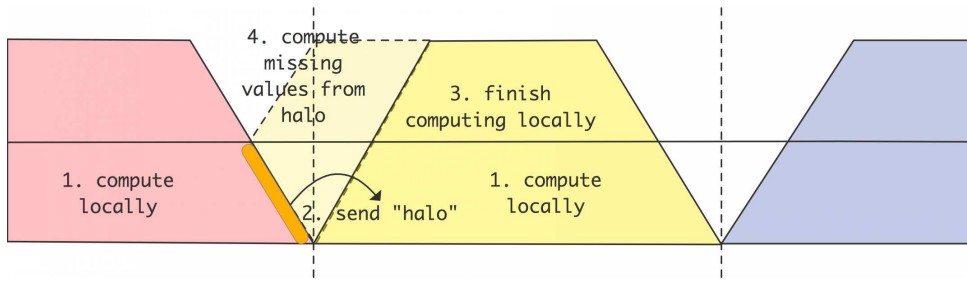 4. compute
missing
values from
halo
3. finish
computing locally
1. compute
locally
1. compute
locally
2. send "halo"